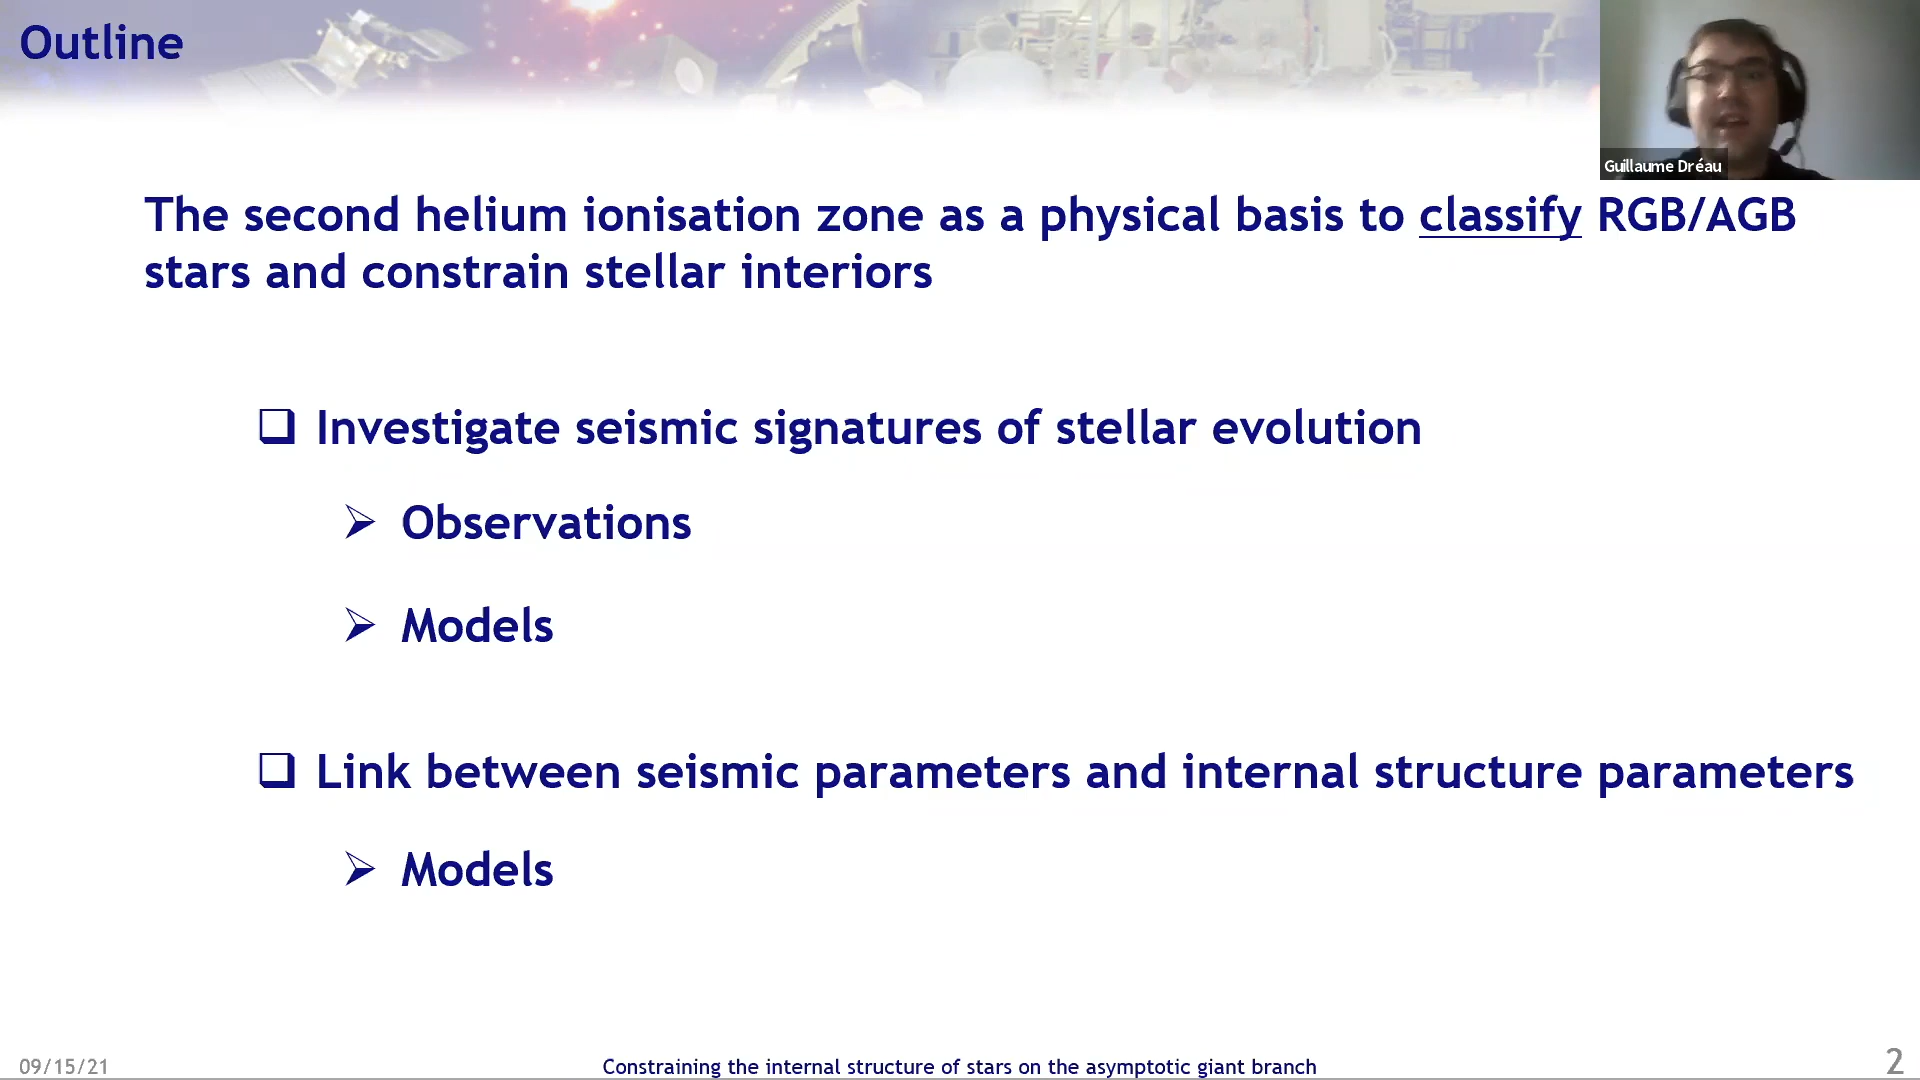 Outline
Guillaume Dréau
The second helium ionisation zone as a physical basis to classify RGB/AGB
stars and constrain stellar interiors
❑ Investigate seismic signatures of stellar evolution
➢ Observations
➢ Models
❑ Link between seismic parameters and internal structure parameters
➢ Models
09/15/21
Constraining the internal structure of stars on the asymptotic giant branch
2